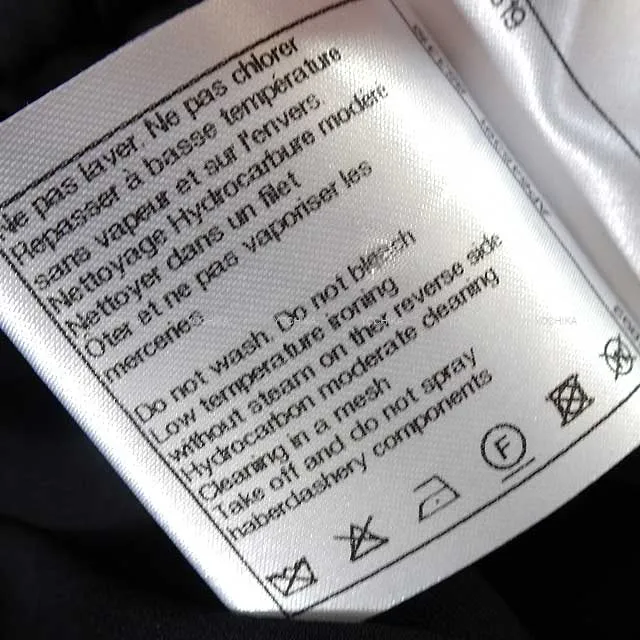 Ne pas laver. Ne pas chlorer
Repasser à basse température
sans vapeur et sur l'envers.
Nettoyage Hydrocarbure modéré
Nettoyer dans un filet
Oter et ne pas vaporiser les
merceries
Do not wash. Do not bleach
Low temperature ironing
without steam on their reverse side
Hydrocarbon moderate cleaning
Cleaning in a mesh
Take off and do not spray
haberdashery components
F